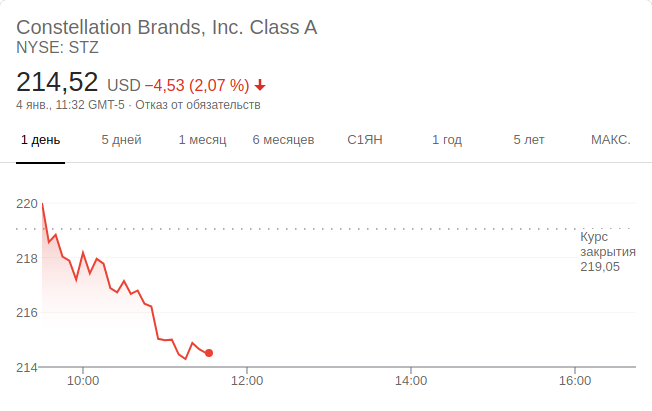 Constellation Brands, Inc. Class A
NYSE: STZ
214,52 USD −4,53 (2,07 %)
4 янв., 11:32 GMT-5 · Отказ от обязательств
1 день 5 дней 1 месяц 6 месяцев С1ЯН 1 год 5 лет МАКС.
220
Курс
закрытия
219,05
218
216
214
10:00 12:00 14:00 16:00